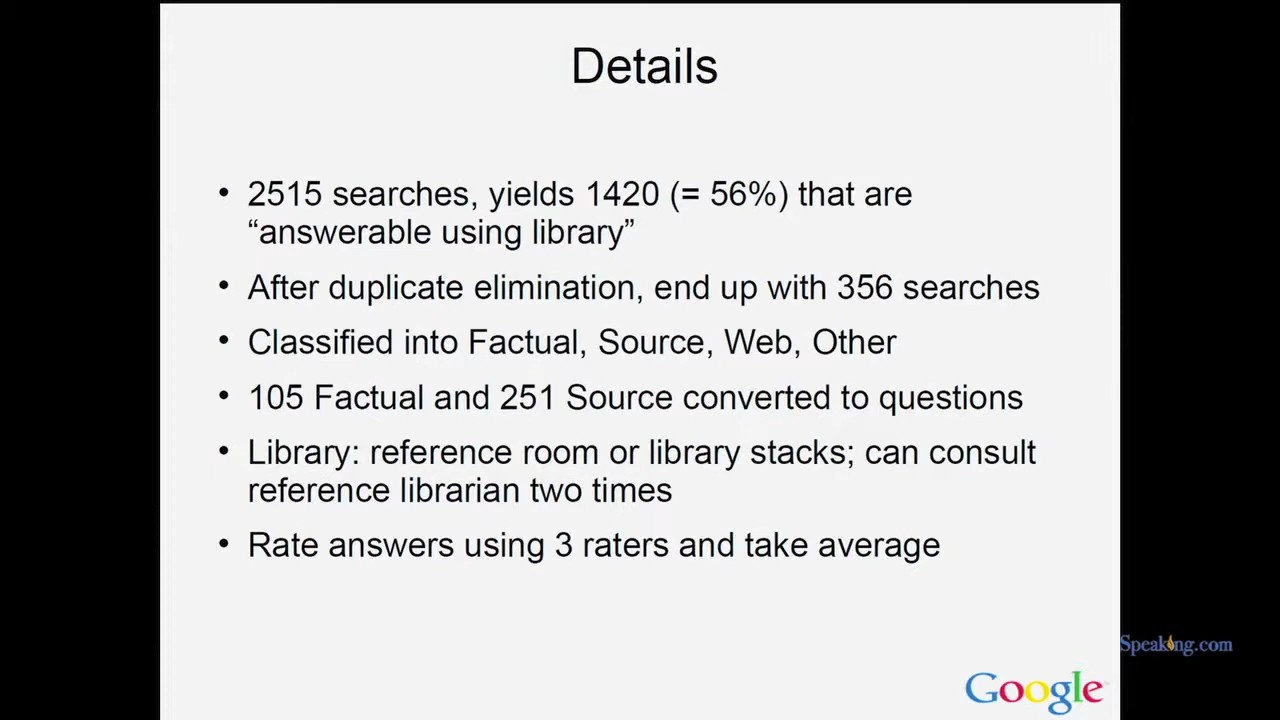 Details
• 2515 searches, yields 1420 (= 56%) that are
“answerable using library”
• After duplicate elimination, end up with 356 searches
• Classified into Factual, Source, Web, Other
• 105 Factual and 251 Source converted to questions
• Library: reference room or library stacks; can consult
reference librarian two times
• Rate answers using 3 raters and take average
Speaking.com
Google